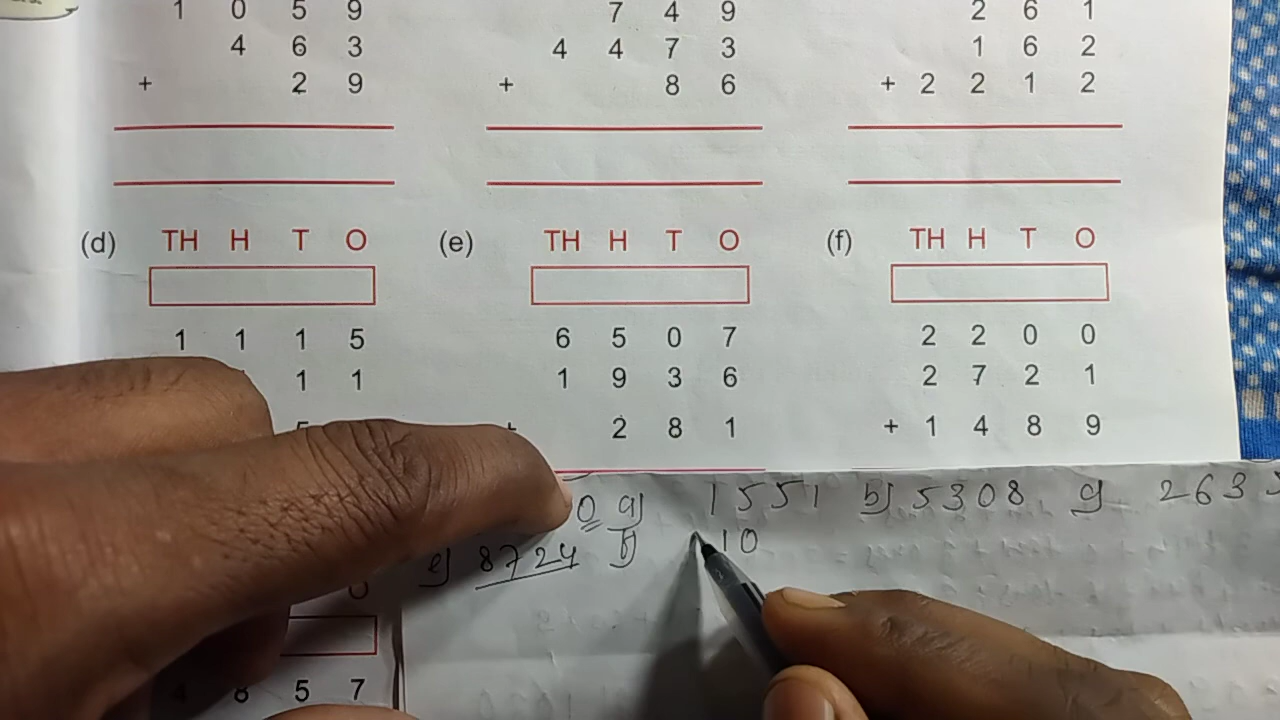 1 0 5 9 7 4 9 2 6 1
4 6 3 4 4 7 3 1 6 2
+ 2 9 + 8 6 + 2 2 1 2
(d) TH H T O (e) TH H T O (f) TH H T O
1 1 1 5 6 5 0 7 2 2 0 0
1 1 1 9 3 6 2 7 2 1
2 8 1 + 1 4 8 9
0 a) 1551 b) 5308 263
e) 8724 10
8 5 7